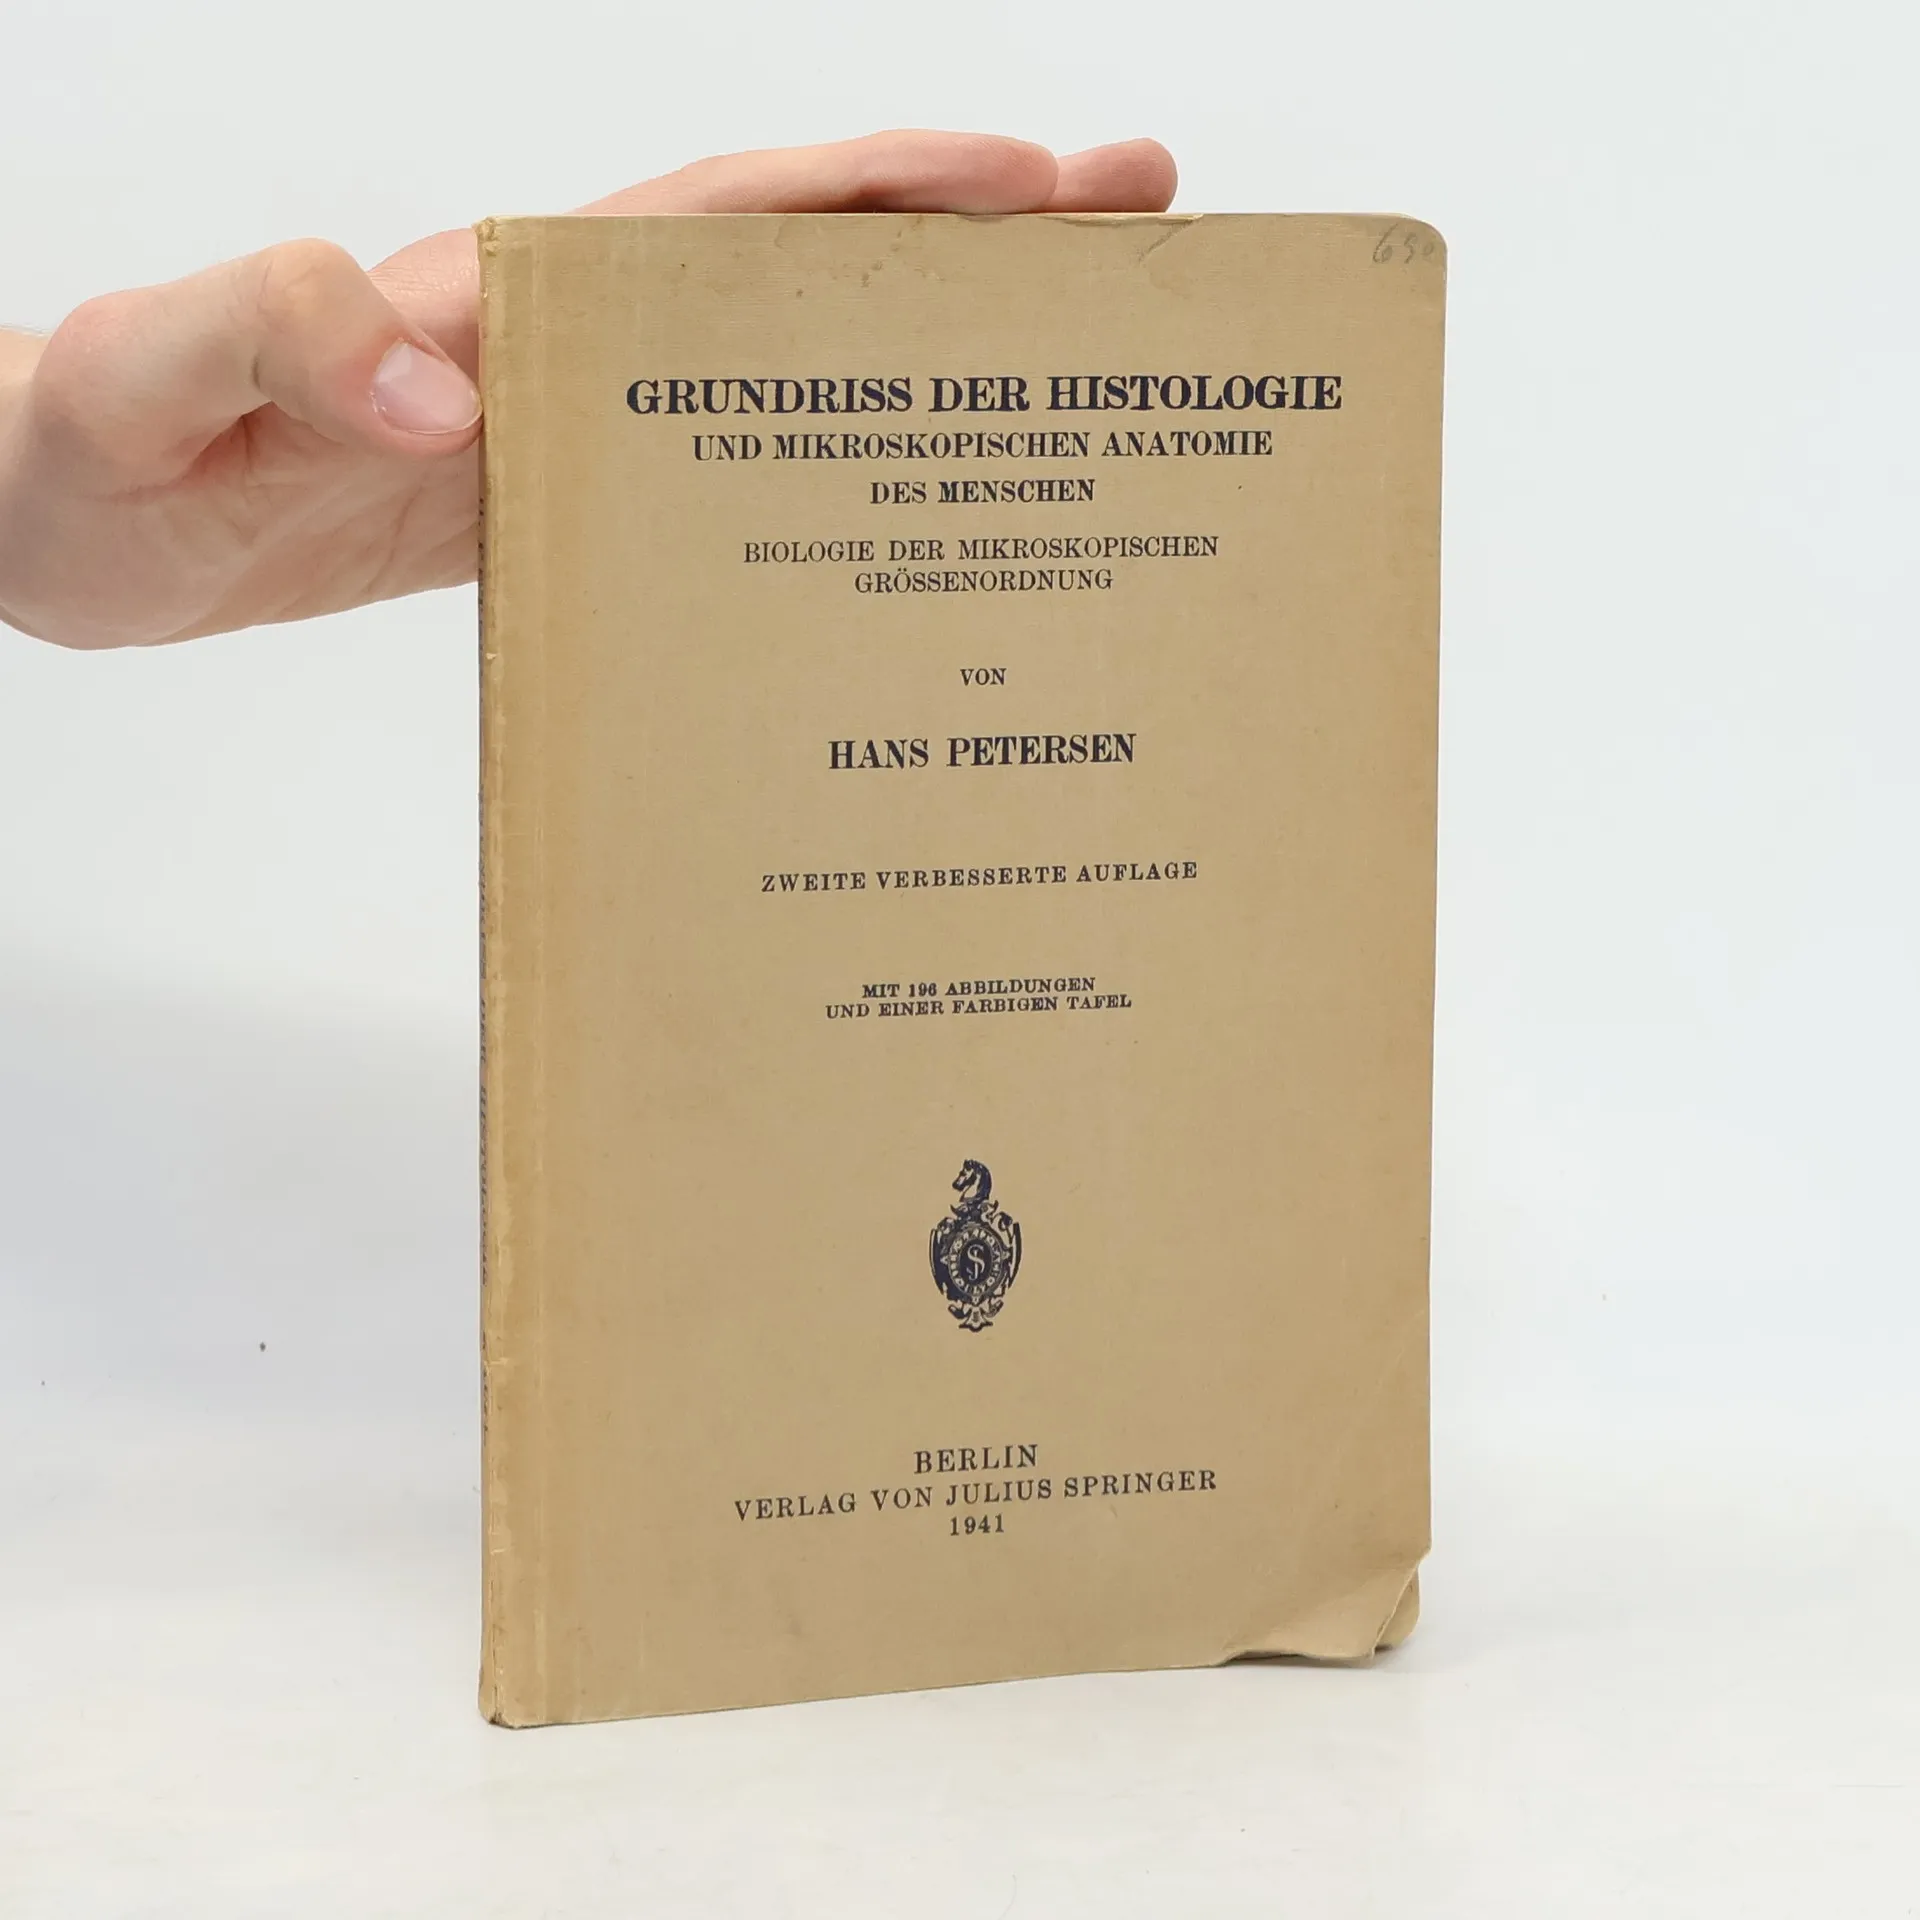 GRUNDRISS DER HISTOLOGIE
UND MIKROSKOPISCHEN ANATOMIE
DES MENSCHEN
BIOLOGIE DER MIKROSKOPISCHEN
GRÖSSENORDNUNG
VON
HANS PETERSEN
ZWEITE VERBESSERTE AUFLAGE
MIT 196 ABBILDUNGEN
UND EINER FARBIGEN TAFEL
BERLIN
VERLAG VON JULIUS SPRINGER
1941